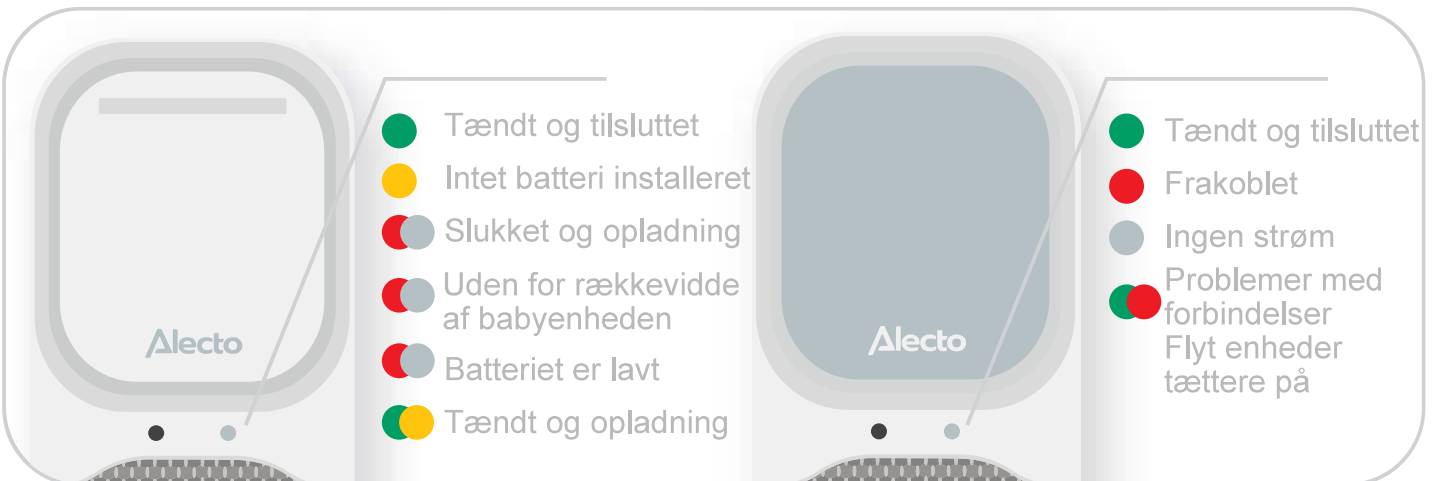 Tændt og tilsluttet
Intet batteri installeret
Slukket og opladning
Uden for rækkevidde
af babyenheden
Batteriet er lavt
Tændt og opladning
Alecto
Tændt og tilsluttet
Frakoblet
Ingen strøm
Problemer med
forbindelser
Flyt enheder
tættere på
Alecto